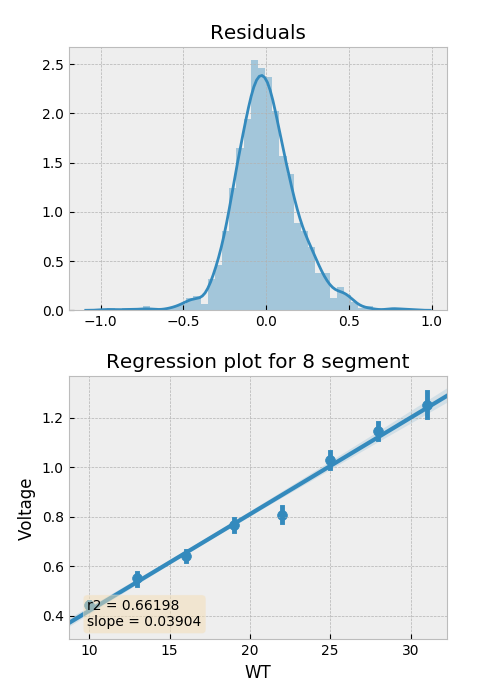 Residuals
2.5
2.0
1.5
1.0
0.5
0.0
−1.0 −0.5 0.0 0.5 1.0
Regression plot for 8 segment
1.2
1.0
0.8
0.6
0.4
Voltage
r2 = 0.66198
slope = 0.03904
10 15 20 25 30
WT